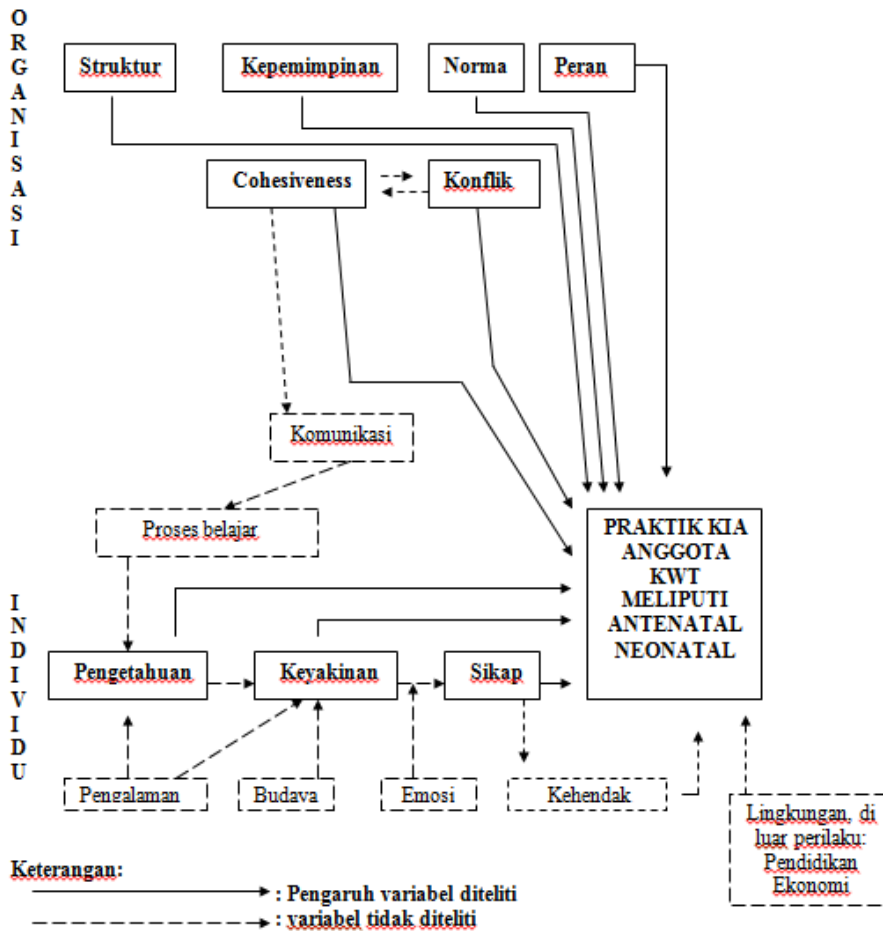 ORGANISASI
Struktur
Kepemimpinan
Norma
Peran
Cohesiveness
Konflik
Komunikasi
Proses belajar
PRAKTIK KIA
ANGGOTA
KWT
MELIPUTI
ANTENATAL
NEONATAL
INDIVIDU
Pengetahuan
Keyakinan
Sikap
Pengalaman
Budaya
Emosi
Kehendak
Lingkungan, di
luar perilaku:
Pendidikan
Ekonomi
Keterangan:
: Pengaruh variabel diteliti
: variabel tidak diteliti